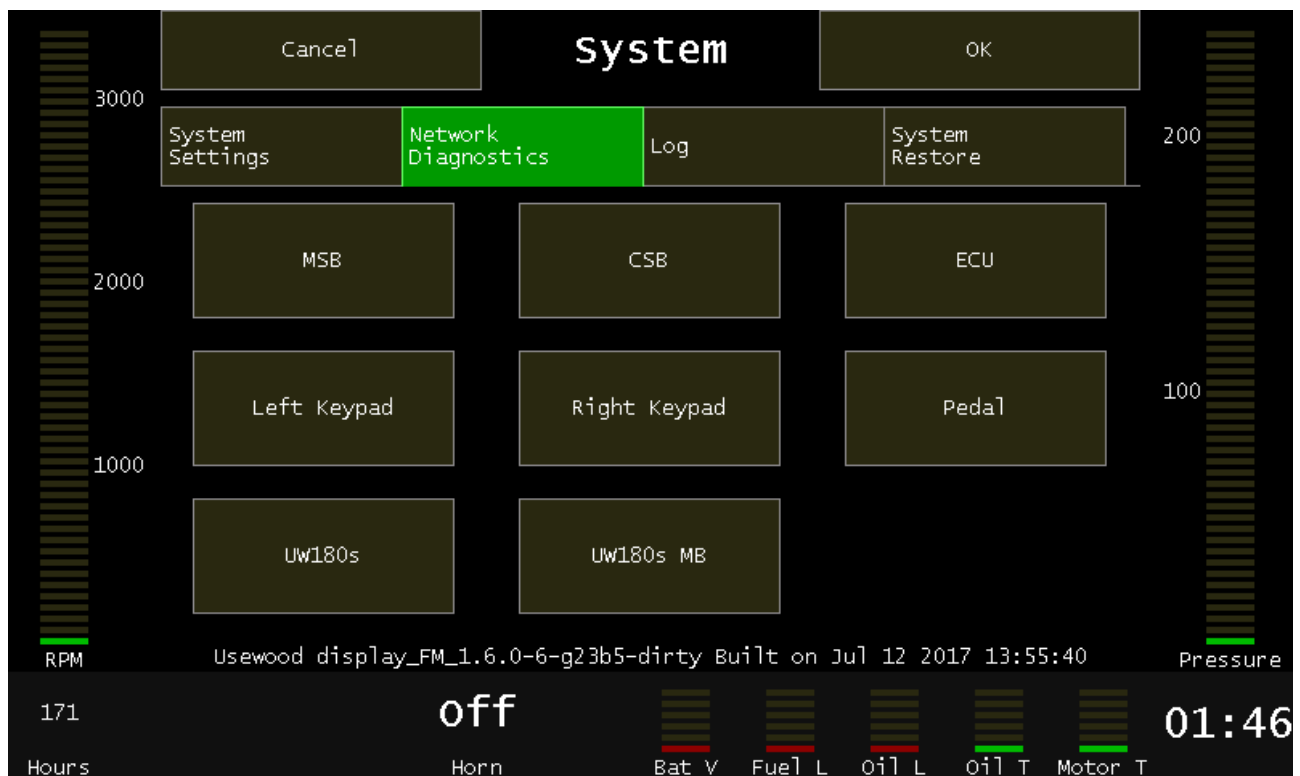 Cancel
System
OK
3000
System
Settings
Network
Diagnostics
Log
System
Restore
200
MSB
CSB
ECU
2000
Left Keypad
Right Keypad
Pedal
100
1000
UW180s
UW180s MB
RPM
Usewood display_FM_1.6.0-6-g23b5-dirty Built on Jul 12 2017 13:55:40
Pressure
171
Off
01:46
Hours
Horn
Bat V
Fuel L
Oil L
Oil T
Motor T